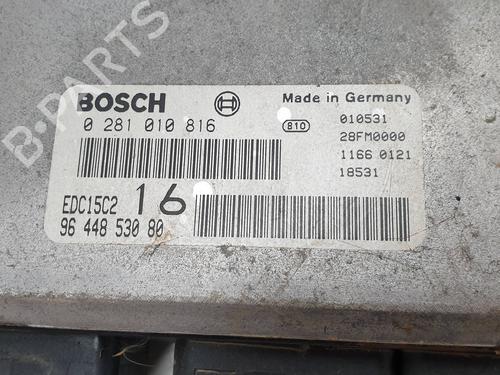 B-PARTS
BOSCH Made in Germany
0 281 010 816 810 010531
28FM0000
1166 0121
18531
EDC15C2 16
96 448 530 80